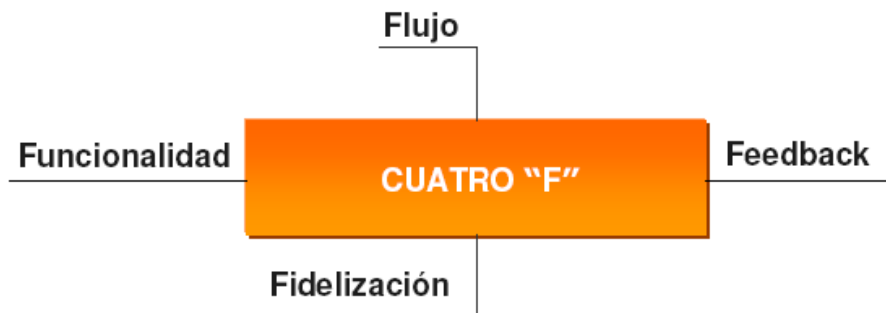 Flujo
Funcionalidad
CUATRO “F”
Feedback
Fidelización